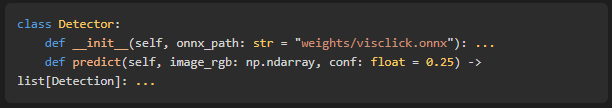 class Detector:
    def __init__(self, onnx_path: str = "weights/visclick.onnx"): ...
    def predict(self, image_rgb: np.ndarray, conf: float = 0.25) ->
list[Detection]: ...